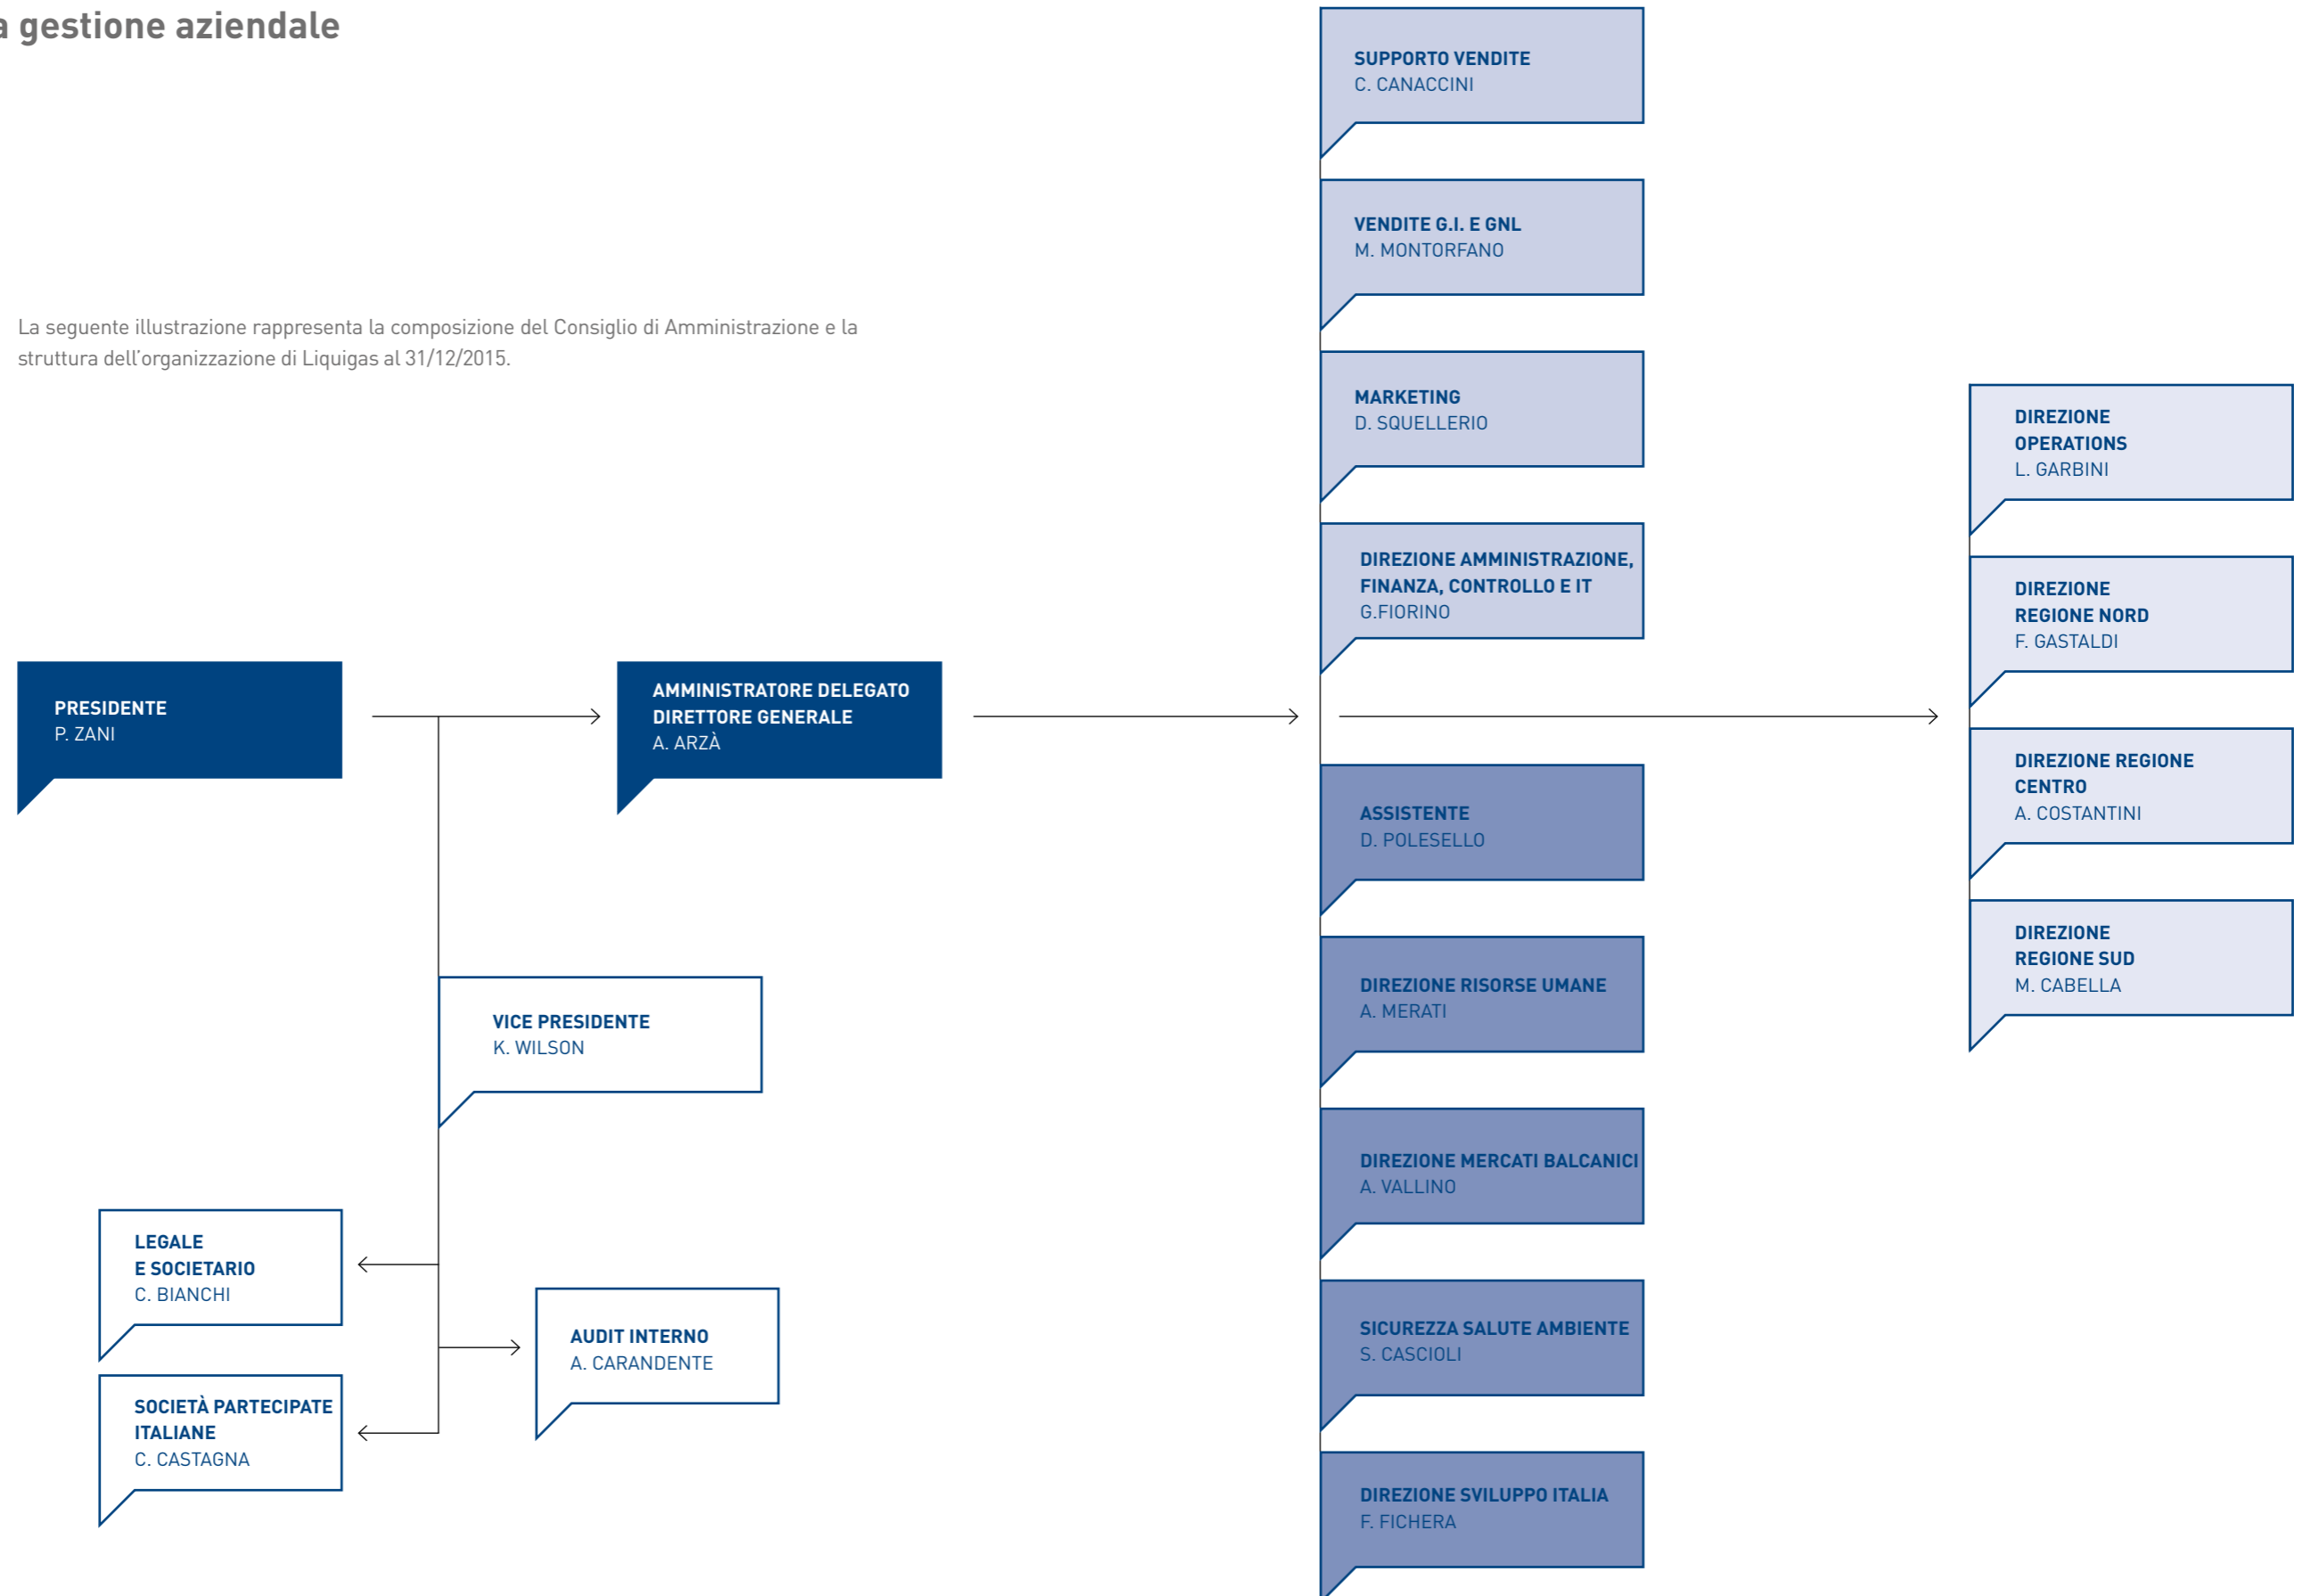 a gestione aziendale
La seguente illustrazione rappresenta la composizione del Consiglio di Amministrazione e la
struttura dell'organizzazione di Liquigas al 31/12/2015.
PRESIDENTE
P. ZANI
AMMINISTRATORE DELEGATO
DIRETTORE GENERALE
A. ARZÀ
VICE PRESIDENTE
K. WILSON
LEGALE
E SOCIETARIO
C. BIANCHI
AUDIT INTERNO
A. CARANDENTE
SOCIETÀ PARTECIPATE
ITALIANE
C. CASTAGNA
SUPPORTO VENDITE
C. CANACCINI
VENDITE G.I. E GNL
M. MONTORFANO
MARKETING
D. SQUELLERIO
DIREZIONE AMMINISTRAZIONE,
FINANZA, CONTROLLO E IT
G.FIORINO
ASSISTENTE
D. POLESELLO
DIREZIONE RISORSE UMANE
A. MERATI
DIREZIONE MERCATI BALCANICI
A. VALLINO
SICUREZZA SALUTE AMBIENTE
S. CASCIOLI
DIREZIONE SVILUPPO ITALIA
F. FICHERA
DIREZIONE
OPERATIONS
L. GARBINI
DIREZIONE
REGIONE NORD
F. GASTALDI
DIREZIONE REGIONE
CENTRO
A. COSTANTINI
DIREZIONE
REGIONE SUD
M. CABELLA